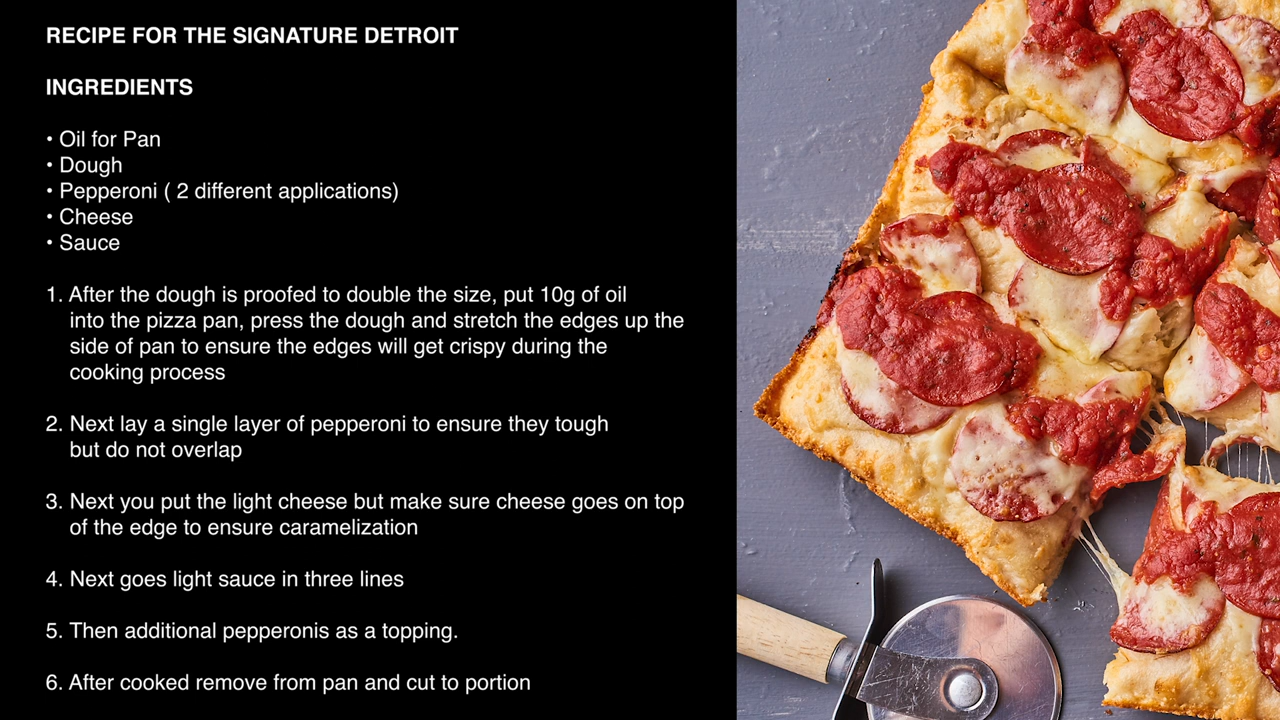 RECIPE FOR THE SIGNATURE DETROIT
INGREDIENTS
• Oil for Pan
• Dough
• Pepperoni ( 2 different applications)
• Cheese
• Sauce
1. After the dough is proofed to double the size, put 10g of oil
into the pizza pan, press the dough and stretch the edges up the
side of pan to ensure the edges will get crispy during the
cooking process
2. Next lay a single layer of pepperoni to ensure they tough
but do not overlap
3. Next you put the light cheese but make sure cheese goes on top
of the edge to ensure caramelization
4. Next goes light sauce in three lines
5. Then additional pepperonis as a topping.
6. After cooked remove from pan and cut to portion